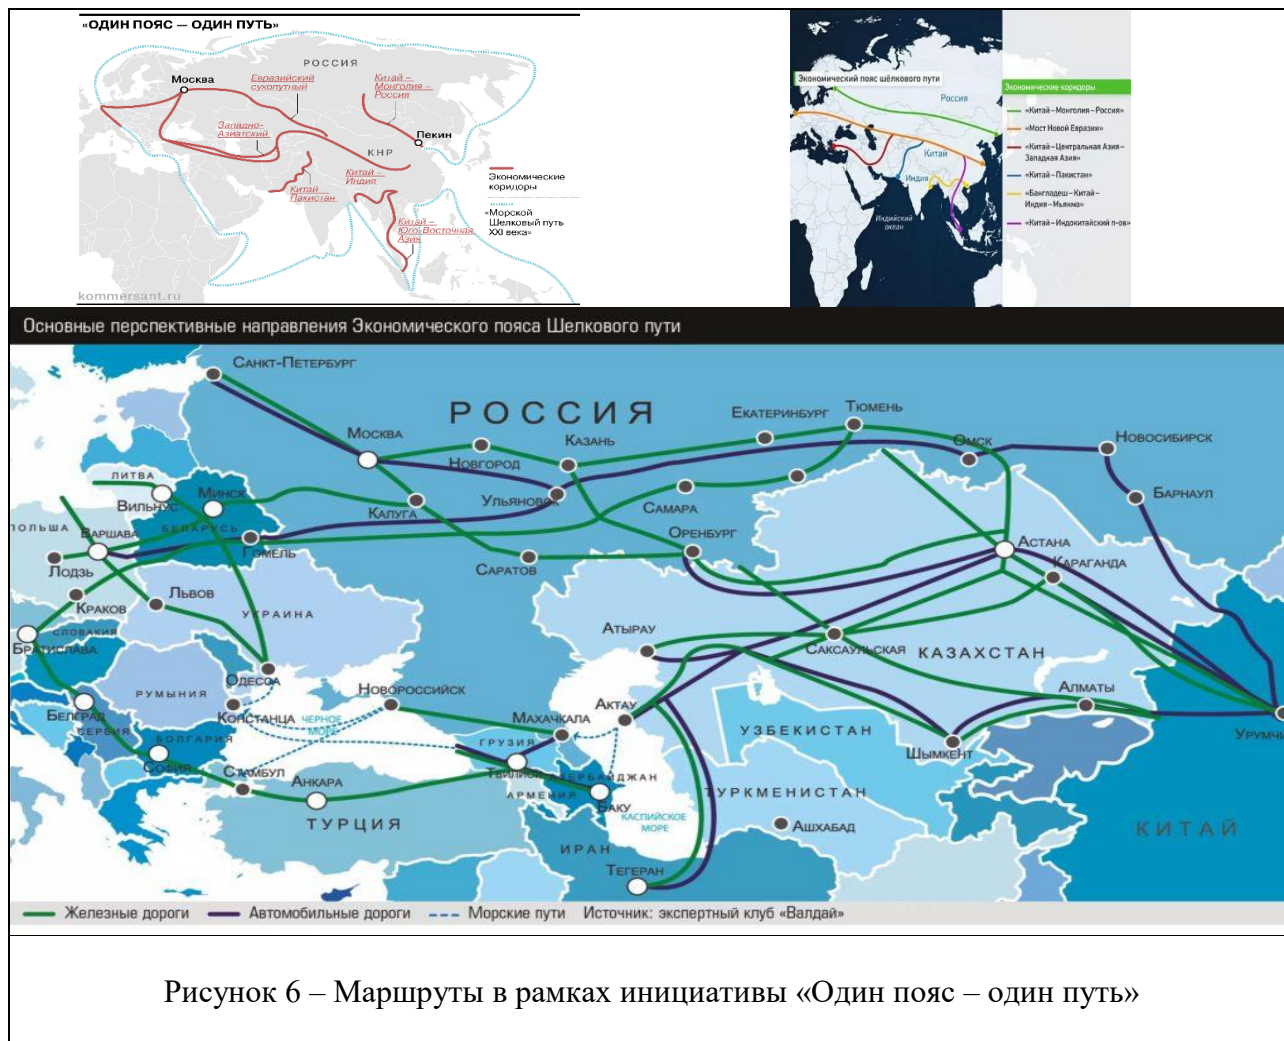 «ОДИН ПОЯС — ОДИН ПУТЬ»
РОССИЯ
Москва
Евразийский
сухопутный
Китай –
Монголия –
Россия
Западно-
Азиатский
Пекин
КНР
Китай –
Индия
Китай
Пакистан
Китай –
Юго-Восточная
Азия
Экономические
коридоры
«Морской
Шелковый путь
XXI века»
kommersant.ru
Экономический пояс шёлкового пути
Россия
Китай
Индия
Индийский
океан
Экономические коридоры
«Китай – Монголия – Россия»
«Мост Новой Евразии»
«Китай – Центральная Азия –
Западная Азия»
«Китай – Пакистан»
«Бангладеш – Китай –
Индия – Мьянма»
«Китай – Индокитайский п-ов»
Основные перспективные направления Экономического пояса Шелкового пути
САНКТ-ПЕТЕРБУРГ
РОССИЯ
МОСКВА
НОВГОРОД
КАЗАНЬ
ЕКАТЕРИНБУРГ
ТЮМЕНЬ
ОМСК
НОВОСИБИРСК
БАРНАУЛ
ЛИТВА
ВИЛЬНУС
МИНСК
БЕЛАРУСЬ
КАЛУГА
УЛЬЯНОВСК
САМАРА
ОРЕНБУРГ
ПОЛЬША
ВАРШАВА
ГОМЕЛЬ
ЛОДЗЬ
САРАТОВ
АСТАНА
КАРАГАНДА
КРАКОВ
ЛЬВОВ
УКРАИНА
СЛОВАКИЯ
БРАТИСЛАВА
АТЫРАУ
САКСАУЛЬСКАЯ
КАЗАХСТАН
РУМЫНИЯ
ОДЕССА
НОВОРОССИЙСК
АКТАУ
АЛМАТЫ
БЕЛГРАД
СЕРБИЯ
КОНСТАНЦА
ЧЕРНОЕ
МОРЕ
МАХАЧКАЛА
УЗБЕКИСТАН
ШЫМКЕНТ
УРУМЧИ
БОЛГАРИЯ
СОФИЯ
СТАМБУЛ
АНКАРА
ГРУЗИЯ
ТБИЛИСИ
АЗЕРБАЙДЖАН
АРМЕНИЯ
БАКУ
ТУРКМЕНИСТАН
ТУРЦИЯ
КАСПИЙСКОЕ
МОРЕ
АШХАБАД
КИТАЙ
ИРАН
ТЕГЕРАН
Железные дороги Автомобильные дороги Морские пути Источник: экспертный клуб «Валдай»
Рисунок 6 – Маршруты в рамках инициативы «Один пояс – один путь»